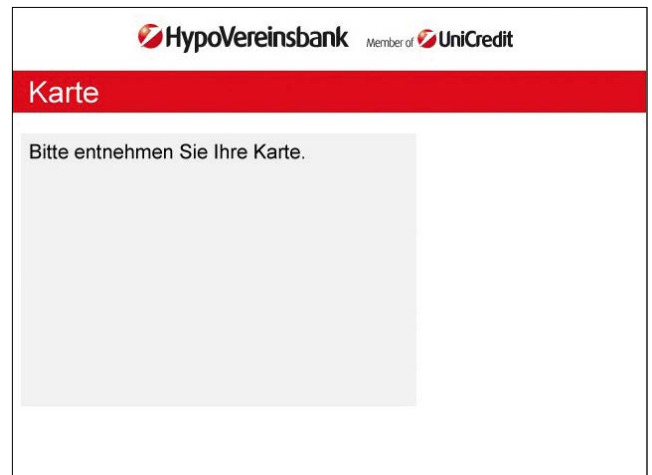 HypoVereinsbank Member of UniCredit
Karte
Bitte entnehmen Sie Ihre Karte.